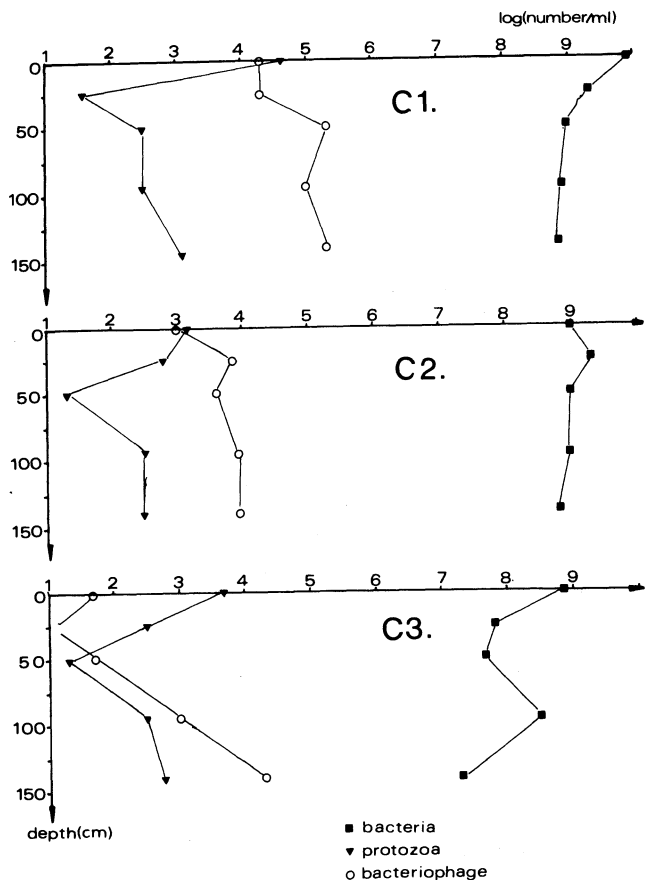 log(number/ml)
1 2 3 4 5 6 7 8 9
0
C1.
50
100
150
1 2 3 4 5 6 7 8 9
0
C2.
50
100
150
1 2 3 4 5 6 7 8 9
0
C3.
50
100
150
depth(cm)
bacteria
protozoa
bacteriophage